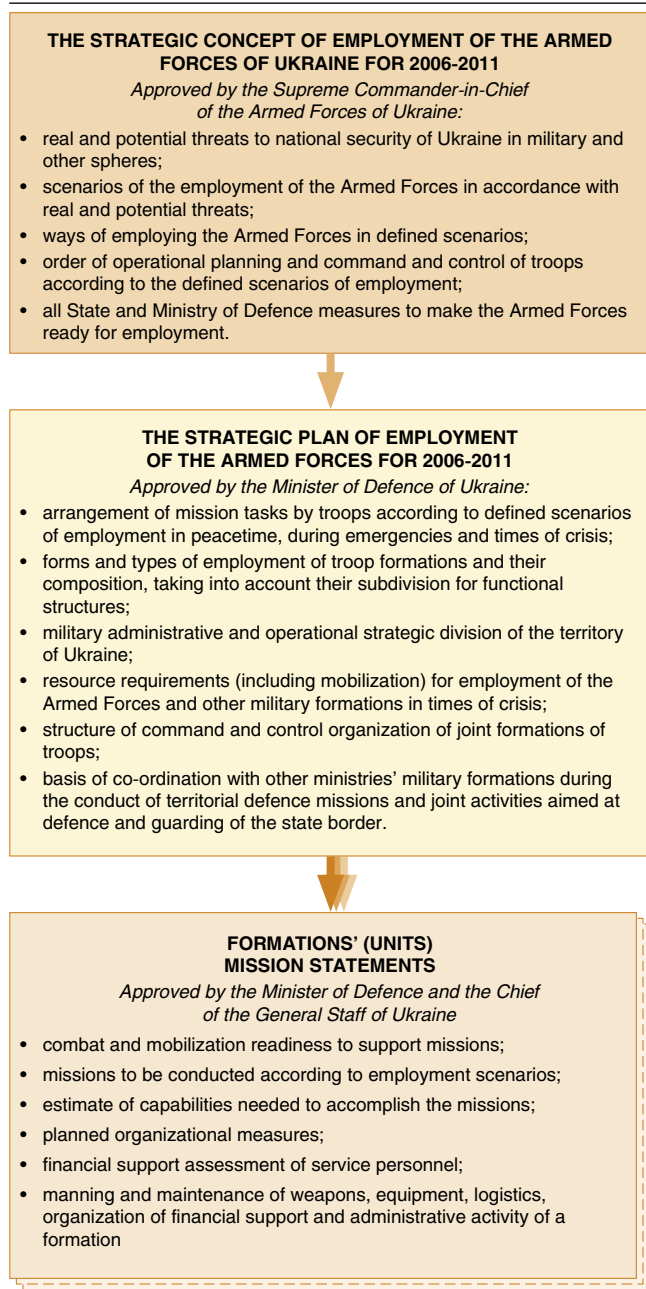 THE STRATEGIC CONCEPT OF EMPLOYMENT OF THE ARMED
FORCES OF UKRAINE FOR 2006-2011
Approved by the Supreme Commander-in-Chief
of the Armed Forces of Ukraine:
• real and potential threats to national security of Ukraine in military and
other spheres;
• scenarios of the employment of the Armed Forces in accordance with
real and potential threats;
• ways of employing the Armed Forces in defined scenarios;
• order of operational planning and command and control of troops
according to the defined scenarios of employment;
• all State and Ministry of Defence measures to make the Armed Forces
ready for employment.
THE STRATEGIC PLAN OF EMPLOYMENT
OF THE ARMED FORCES FOR 2006-2011
Approved by the Minister of Defence of Ukraine:
• arrangement of mission tasks by troops according to defined scenarios
of employment in peacetime, during emergencies and times of crisis;
• forms and types of employment of troop formations and their
composition, taking into account their subdivision for functional
structures;
• military administrative and operational strategic division of the territory
of Ukraine;
• resource requirements (including mobilization) for employment of the
Armed Forces and other military formations in times of crisis;
• structure of command and control organization of joint formations of
troops;
• basis of co-ordination with other ministries’ military formations during
the conduct of territorial defence missions and joint activities aimed at
defence and guarding of the state border.
FORMATIONS’ (UNITS)
MISSION STATEMENTS
Approved by the Minister of Defence and the Chief
of the General Staff of Ukraine
• combat and mobilization readiness to support missions;
• missions to be conducted according to employment scenarios;
• estimate of capabilities needed to accomplish the missions;
• planned organizational measures;
• financial support assessment of service personnel;
• manning and maintenance of weapons, equipment, logistics,
organization of financial support and administrative activity of a
formation